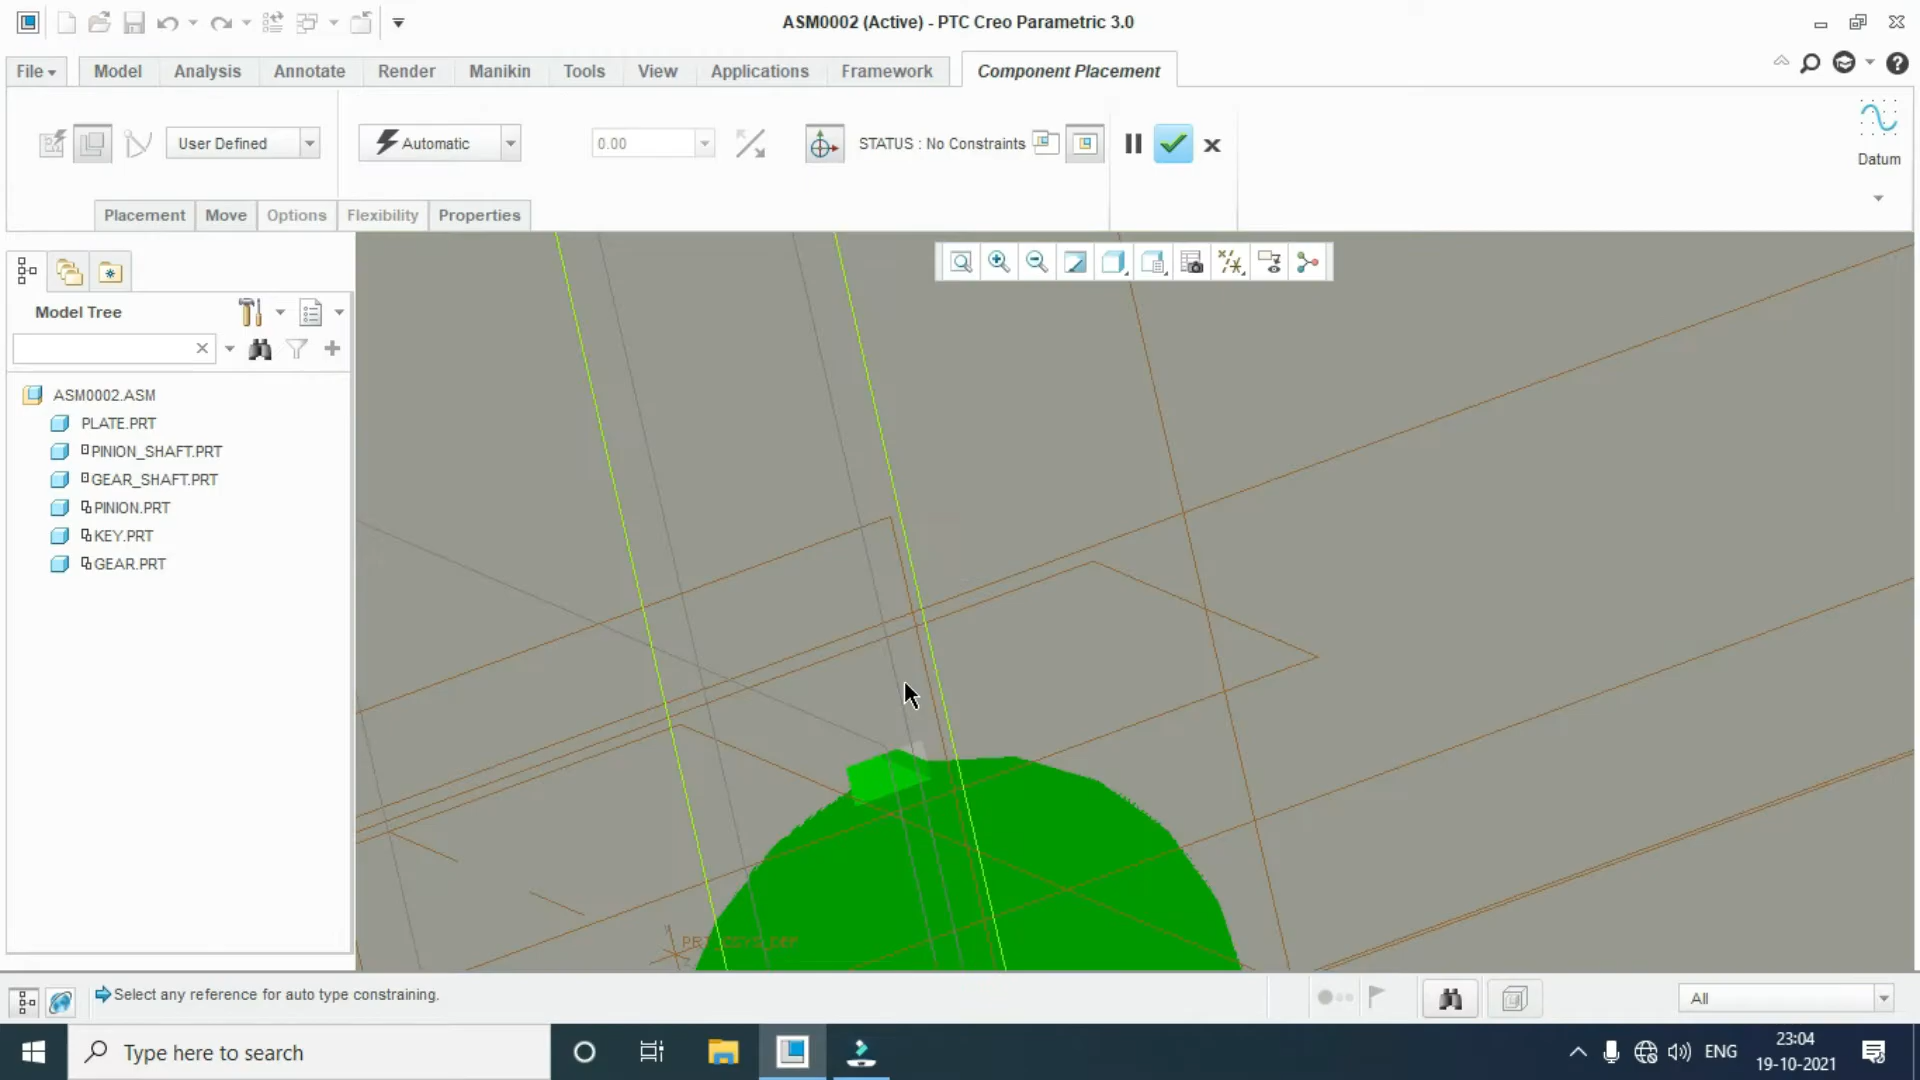 ASM0002 (Active) - PTC Creo Parametric 3.0
File Model Analysis Annotate Render Manikin Tools View Applications Framework Component Placement
User Defined Automatic 0.00 STATUS : No Constraints
Datum
Placement Move Options Flexibility Properties
Model Tree
ASM0002.ASM
PLATE.PRT
PINION_SHAFT.PRT
GEAR_SHAFT.PRT
PINION.PRT
KEY.PRT
GEAR.PRT
PRT_CSYS_DEF
Select any reference for auto type constraining.
All
Type here to search
ENG
23:04
19-10-2021